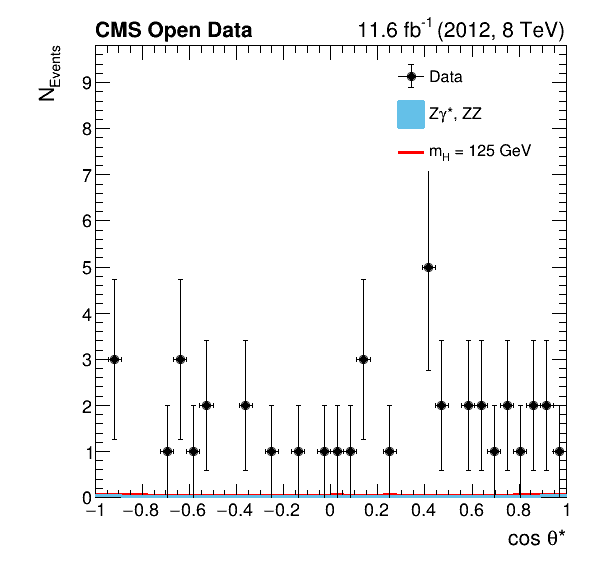 CMS Open Data 11.6 fb⁻¹ (2012, 8 TeV)
N_Events
Data
Zγ*, ZZ
m_H = 125 GeV
9
8
7
6
5
4
3
2
1
0
−1 −0.8 −0.6 −0.4 −0.2 0 0.2 0.4 0.6 0.8 1
cos θ*